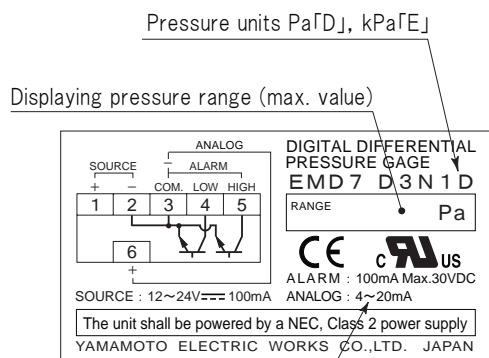 Pressure units Pa「D」, kPa「E」
Displaying pressure range (max. value)
ANALOG
SOURCE
− ALARM
+ − COM. LOW HIGH
1 2 3 4 5
6
+
SOURCE : 12～24V⎓100mA
DIGITAL DIFFERENTIAL
PRESSURE GAGE
EMD7 D3N1D
RANGE Pa
CE c RU US
ALARM : 100mA Max.30VDC
ANALOG : 4～20mA
The unit shall be powered by a NEC, Class 2 power supply
YAMAMOTO ELECTRIC WORKS CO.,LTD. JAPAN